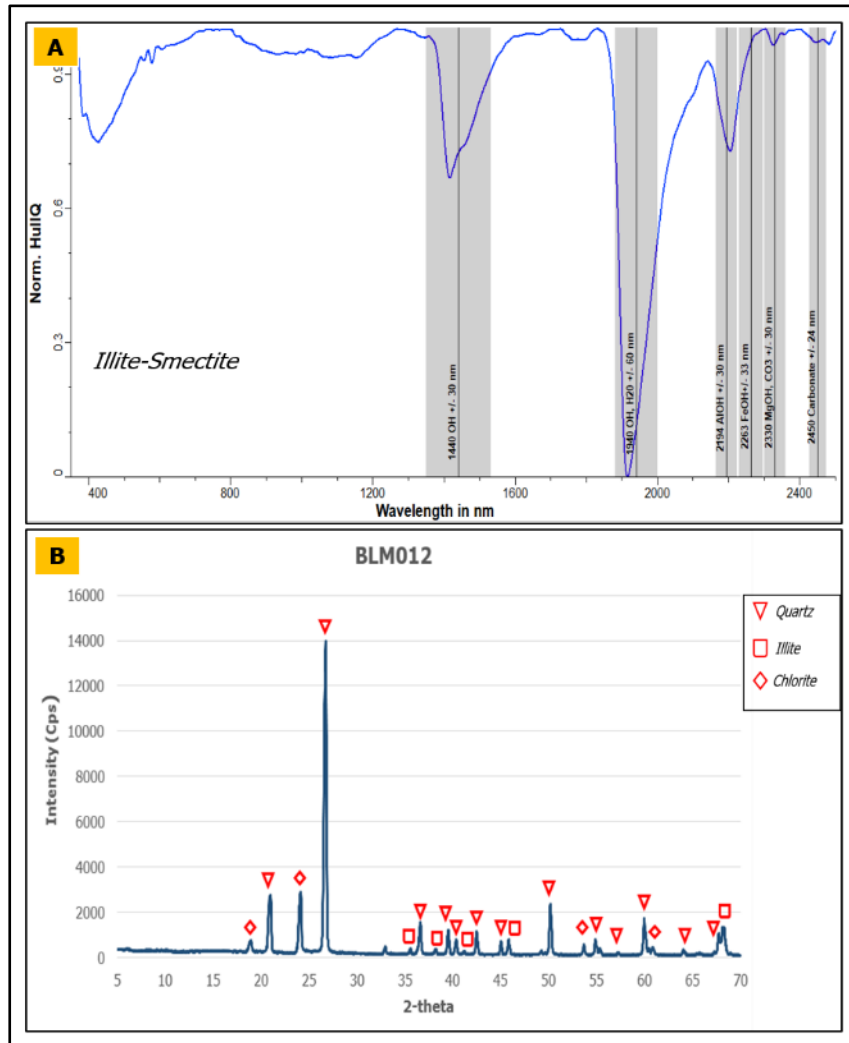 A
0.9
0.6
0.3
0
Norm. HullQ
Illite-Smectite
1440 OH +/- 30 nm
1940 OH, H20 +/- 60 nm
2194 AlOH +/- 30 nm
2263 FeOH+/- 33 nm
2330 MgOH, CO3 +/- 30 nm
2450 Carbonate +/- 24 nm
400 800 1200 1600 2000 2400
Wavelength in nm
B
BLM012
16000
14000
12000
10000
8000
6000
4000
2000
0
Intensity (Cps)
5 10 15 20 25 30 35 40 45 50 55 60 65 70
2-theta
Quartz
Illite
Chlorite